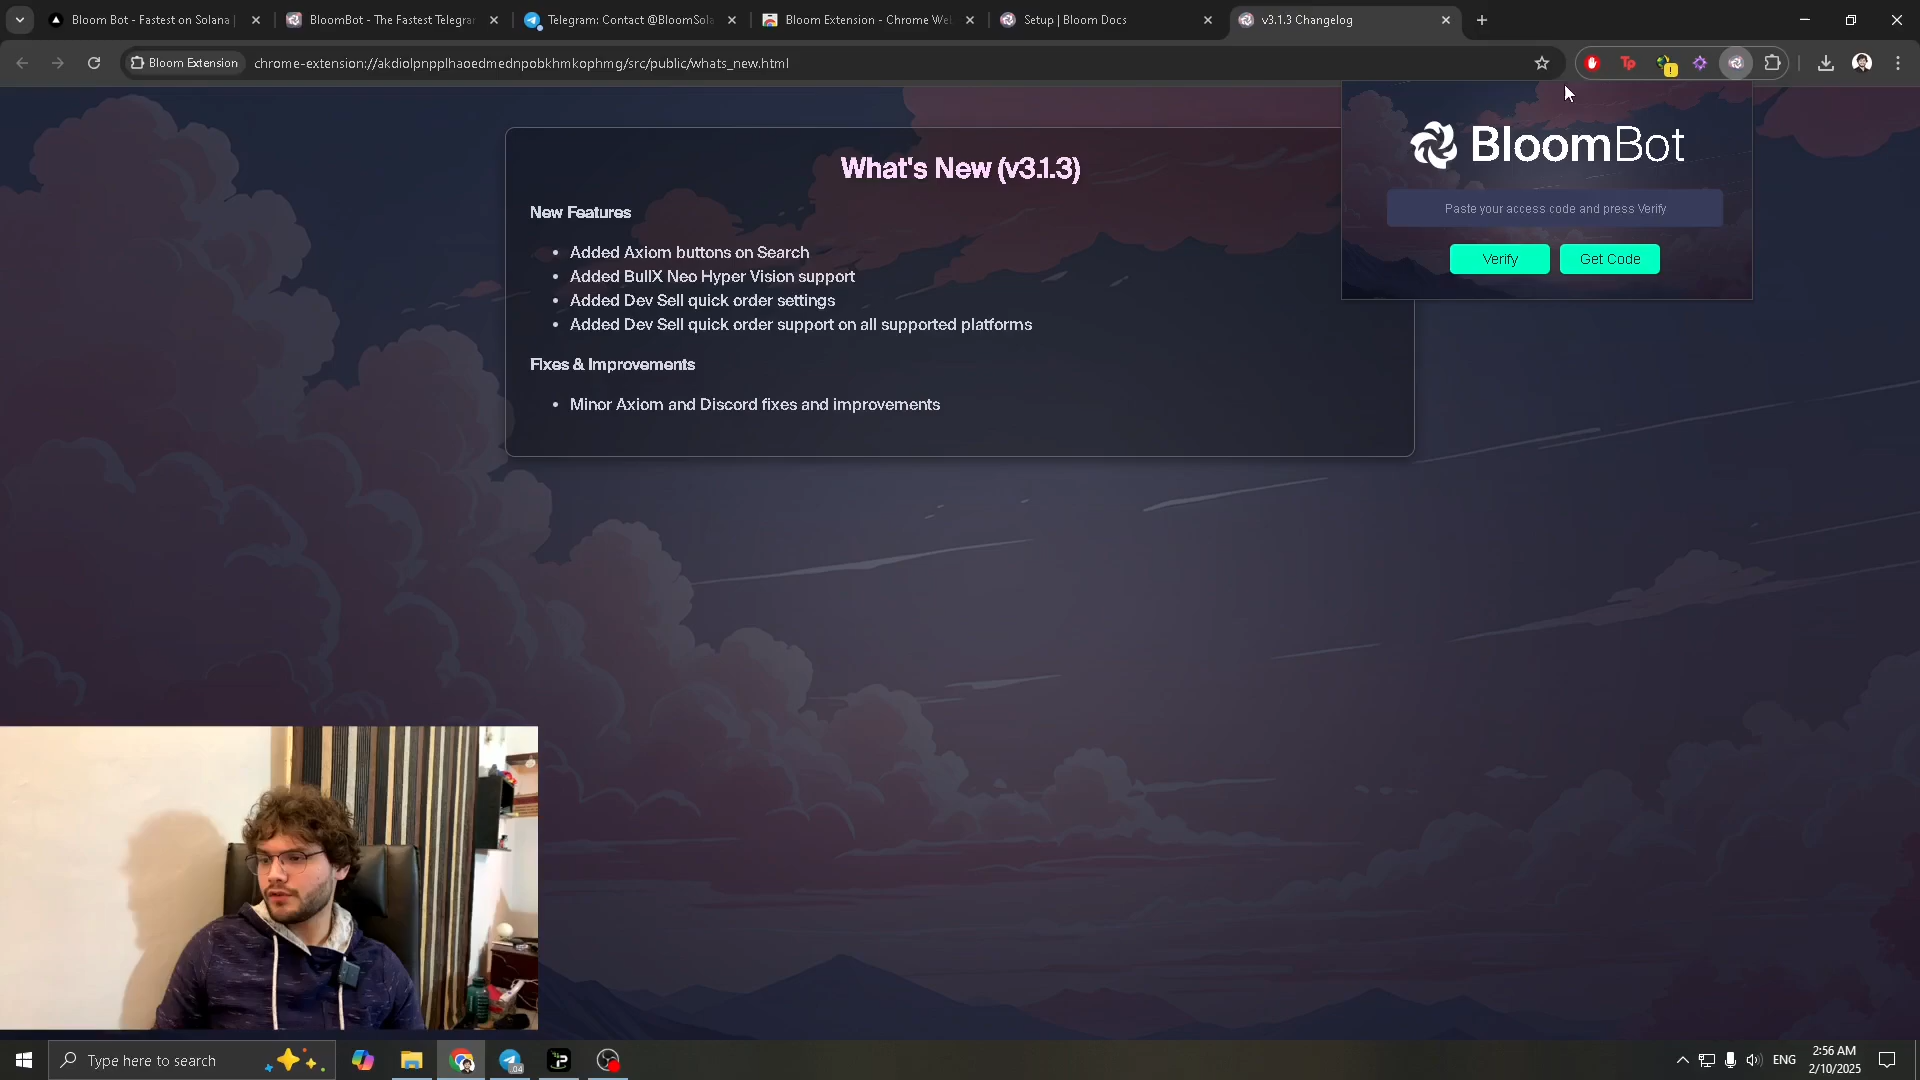 Bloom Bot - Fastest on Solana |
BloomBot - The Fastest Telegra
Telegram: Contact @BloomSola
Bloom Extension - Chrome We
Setup | Bloom Docs
v3.1.3 Changelog
Bloom Extension
chrome-extension://akdiolpnpplhaoedmednpobkhmkophmg/src/public/whats_new.html
Tp
BloomBot
Paste your access code and press Verify
Verify
Get Code
What's New (v3.1.3)
New Features
• Added Axiom buttons on Search
• Added BullX Neo Hyper Vision support
• Added Dev Sell quick order settings
• Added Dev Sell quick order support on all supported platforms
Fixes & Improvements
• Minor Axiom and Discord fixes and improvements
Type here to search
04
ENG
2:56 AM
2/10/2025